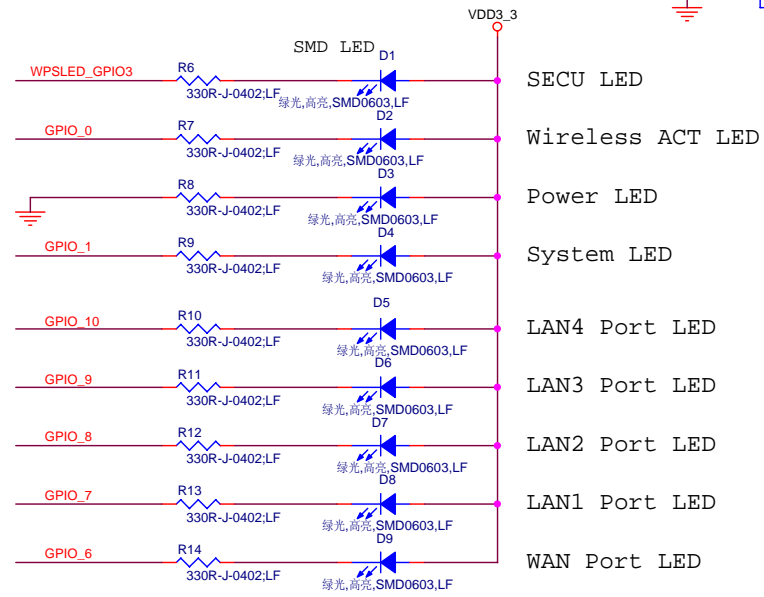 VDD3_3
SMD LED
D1
WPSLED_GPIO3
R6
330R-J-0402;LF
绿光,高亮,SMD0603,LF
SECU LED
D2
GPIO_0
R7
330R-J-0402;LF
绿光,高亮,SMD0603,LF
Wireless ACT LED
D3
R8
330R-J-0402;LF
绿光,高亮,SMD0603,LF
Power LED
D4
GPIO_1
R9
330R-J-0402;LF
绿光,高亮,SMD0603,LF
System LED
D5
GPIO_10
R10
330R-J-0402;LF
绿光,高亮,SMD0603,LF
LAN4 Port LED
D6
GPIO_9
R11
330R-J-0402;LF
绿光,高亮,SMD0603,LF
LAN3 Port LED
D7
GPIO_8
R12
330R-J-0402;LF
绿光,高亮,SMD0603,LF
LAN2 Port LED
D8
GPIO_7
R13
330R-J-0402;LF
绿光,高亮,SMD0603,LF
LAN1 Port LED
D9
GPIO_6
R14
330R-J-0402;LF
绿光,高亮,SMD0603,LF
WAN Port LED